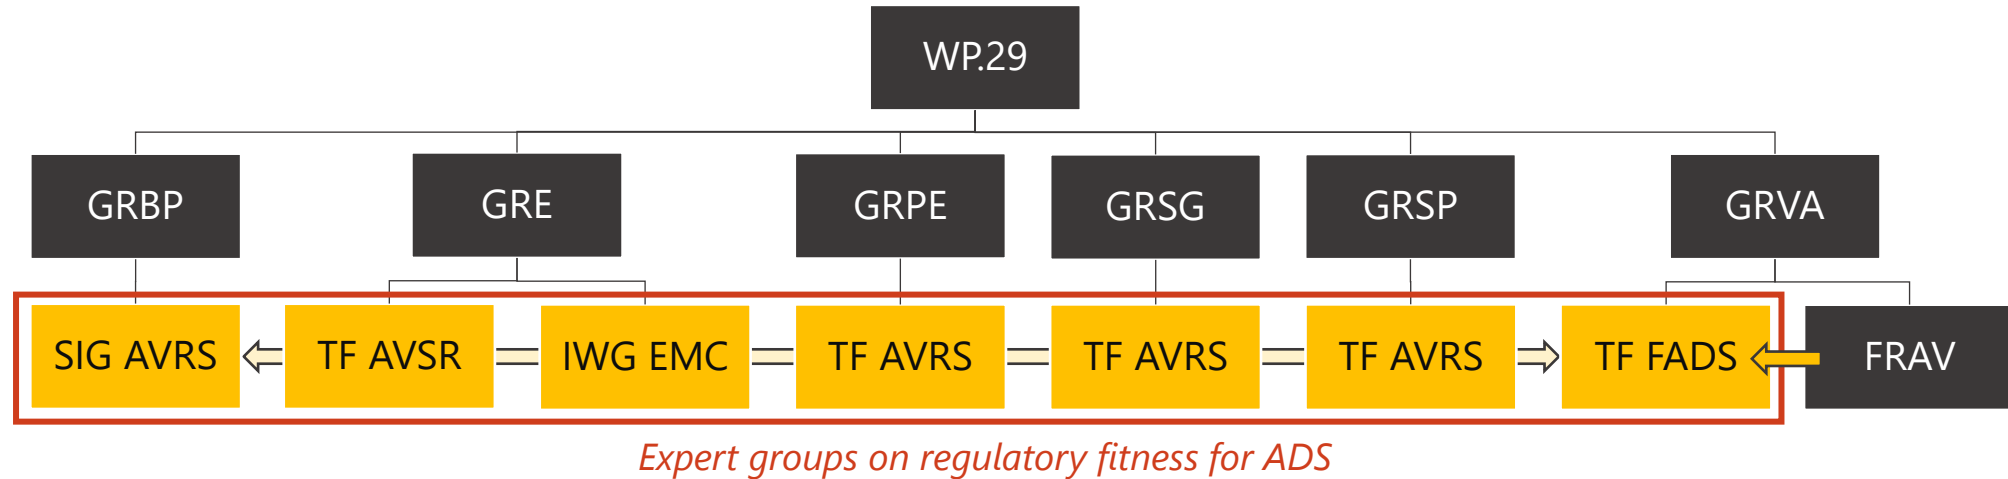 WP.29
GRBP
GRE
GRPE
GRSG
GRSP
GRVA
SIG AVRS
TF AVSR
IWG EMC
TF AVRS
TF AVRS
TF AVRS
TF FADS
FRAV
Expert groups on regulatory fitness for ADS